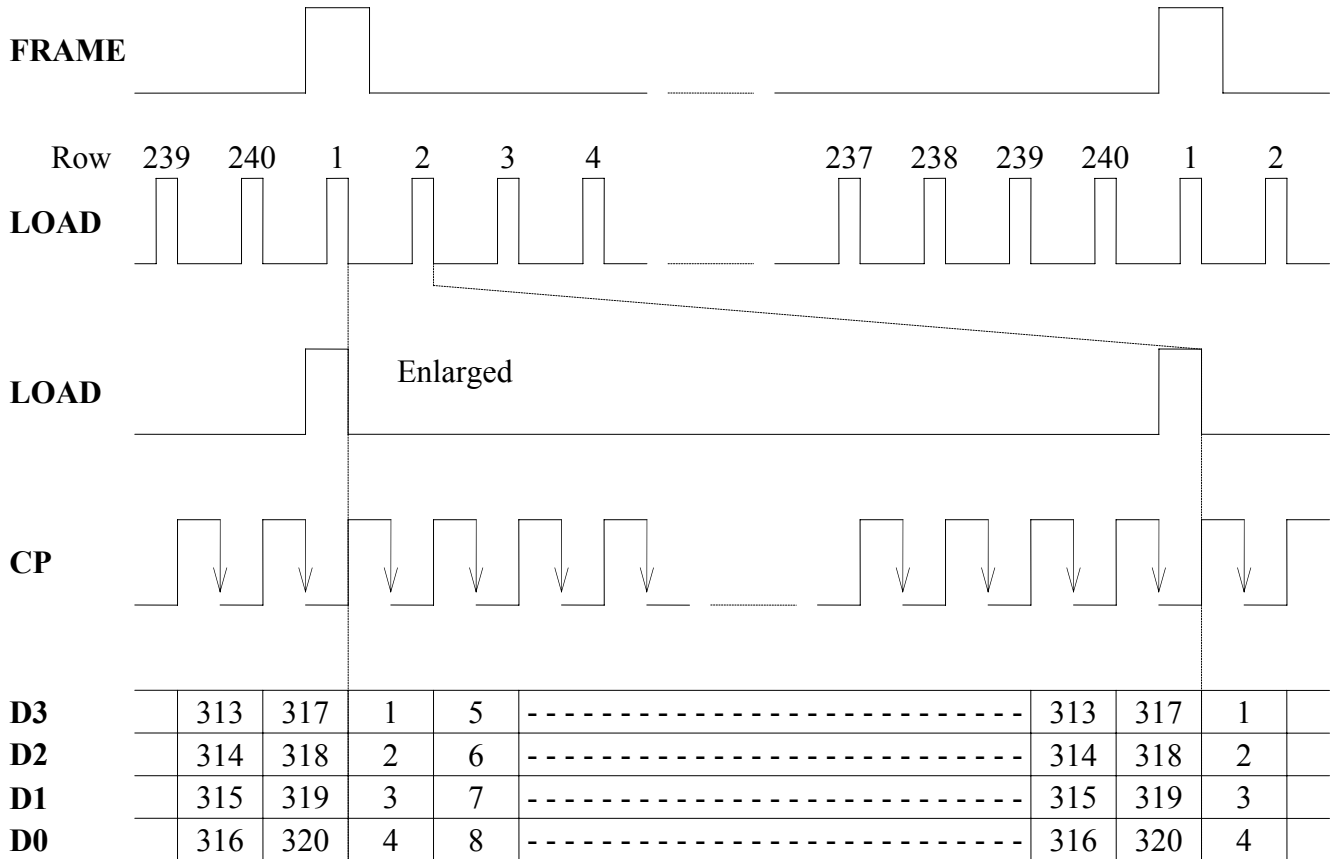 FRAME
Row 239 240 1 2 3 4 237 238 239 240 1 2
LOAD
Enlarged
LOAD
CP
D3 313 317 1 5 313 317 1
D2 314 318 2 6 314 318 2
D1 315 319 3 7 315 319 3
D0 316 320 4 8 316 320 4